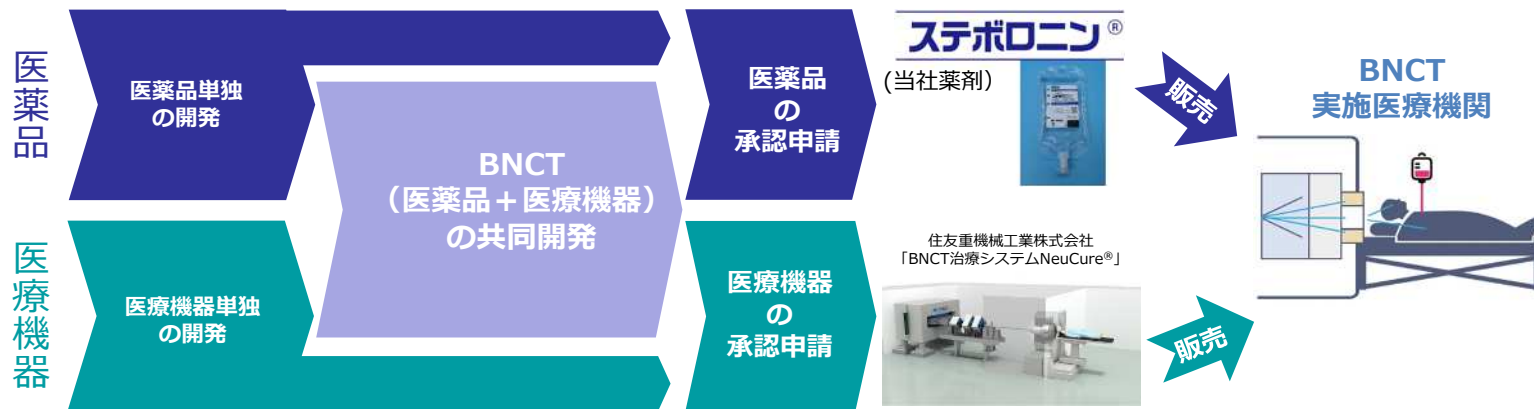 医薬品
医薬品単独
の開発
BNCT
（医薬品＋医療機器）
の共同開発
医薬品
の
承認申請
ステボロニン®
(当社薬剤）
販売
BNCT
実施医療機関
医療機器
医療機器単独
の開発
医療機器
の
承認申請
住友重機械工業株式会社
「BNCT治療システムNeuCure®」
販売